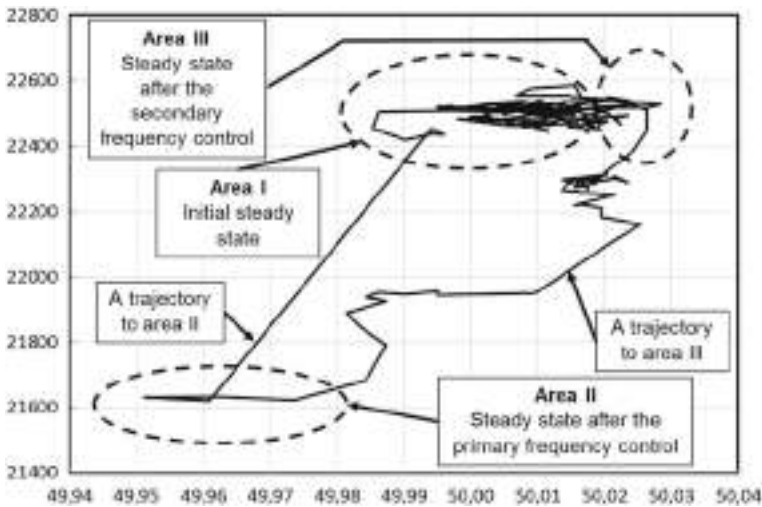 22800
22600
22400
22200
22000
21800
21600
21400
Area III
Steady state
after the
secondary
frequency control
Area I
Initial steady
state
A trajectory
to area II
A trajectory
to area III
Area II
Steady state after the
primary frequency control
49,94 49,95 49,96 49,97 49,98 49,99 50,00 50,01 50,02 50,03 50,04